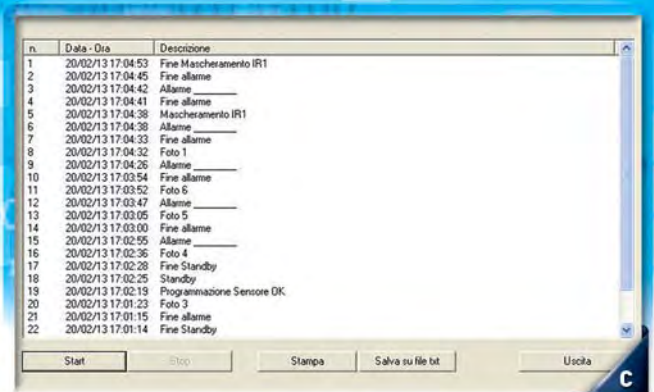 n. Data - Ora Descrizione
1 20/02/13 17:04:53 Fine Mascheramento IR1
2 20/02/13 17:04:45 Fine allarme
3 20/02/13 17:04:42 Allarme ________
4 20/02/13 17:04:41 Fine allarme
5 20/02/13 17:04:38 Mascheramento IR1
6 20/02/13 17:04:38 Allarme ________
7 20/02/13 17:04:33 Fine allarme
8 20/02/13 17:04:32 Foto 1
9 20/02/13 17:04:26 Allarme ________
10 20/02/13 17:03:54 Fine allarme
11 20/02/13 17:03:52 Foto 6
12 20/02/13 17:03:47 Allarme ________
13 20/02/13 17:03:05 Foto 5
14 20/02/13 17:03:00 Fine allarme
15 20/02/13 17:02:55 Allarme ________
16 20/02/13 17:02:36 Foto 4
17 20/02/13 17:02:28 Fine Standby
18 20/02/13 17:02:25 Standby
19 20/02/13 17:02:19 Programmazione Sensore OK
20 20/02/13 17:01:23 Foto 3
21 20/02/13 17:01:15 Fine allarme
22 20/02/13 17:01:14 Fine Standby
Start Stop Stampa Salva su file txt Uscita
C